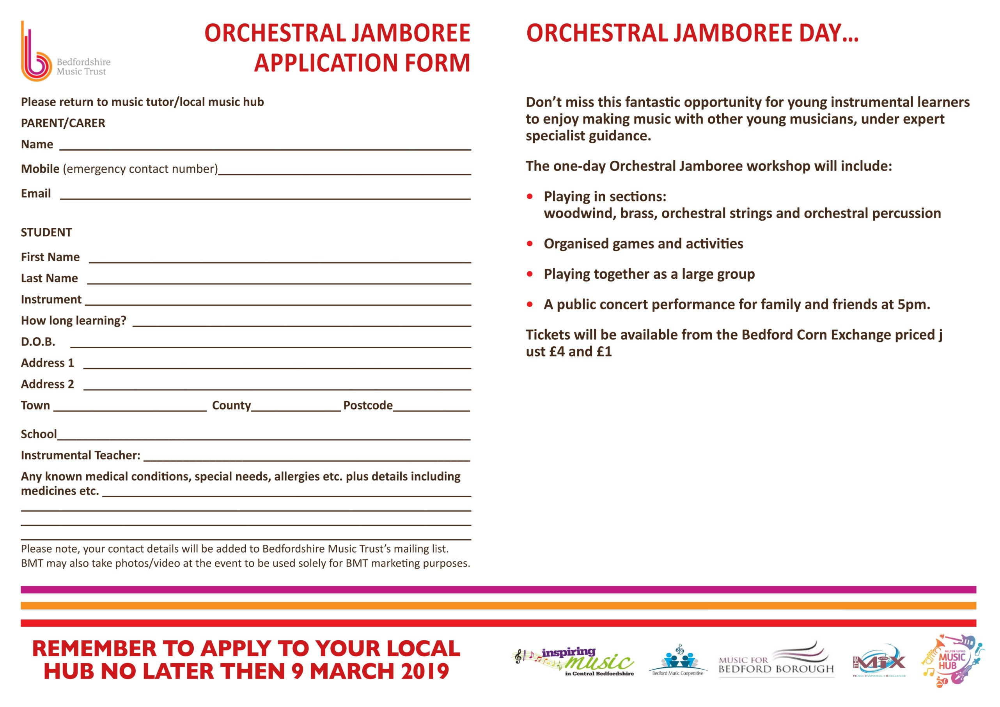 Bedfordshire
Music Trust
ORCHESTRAL JAMBOREE
APPLICATION FORM
Please return to music tutor/local music hub
PARENT/CARER
Name
Mobile (emergency contact number)
Email
STUDENT
First Name
Last Name
Instrument
How long learning?
D.O.B.
Address 1
Address 2
Town County Postcode
School
Instrumental Teacher:
Any known medical conditions, special needs, allergies etc. plus details including
medicines etc.
Please note, your contact details will be added to Bedfordshire Music Trust's mailing list.
BMT may also take photos/video at the event to be used solely for BMT marketing purposes.
ORCHESTRAL JAMBOREE DAY...
Don't miss this fantastic opportunity for young instrumental learners
to enjoy making music with other young musicians, under expert
specialist guidance.
The one-day Orchestral Jamboree workshop will include:
• Playing in sections:
woodwind, brass, orchestral strings and orchestral percussion
• Organised games and activities
• Playing together as a large group
• A public concert performance for family and friends at 5pm.
Tickets will be available from the Bedford Corn Exchange priced j
ust £4 and £1
REMEMBER TO APPLY TO YOUR LOCAL
HUB NO LATER THEN 9 MARCH 2019
inspiring
music
in Central Bedfordshire
Bedford Music Cooperative
MUSIC FOR
BEDFORD BOROUGH
THE MiX
MUSIC INSPIRING EXCELLENCE
MILTON KEYNES
MUSIC
HUB